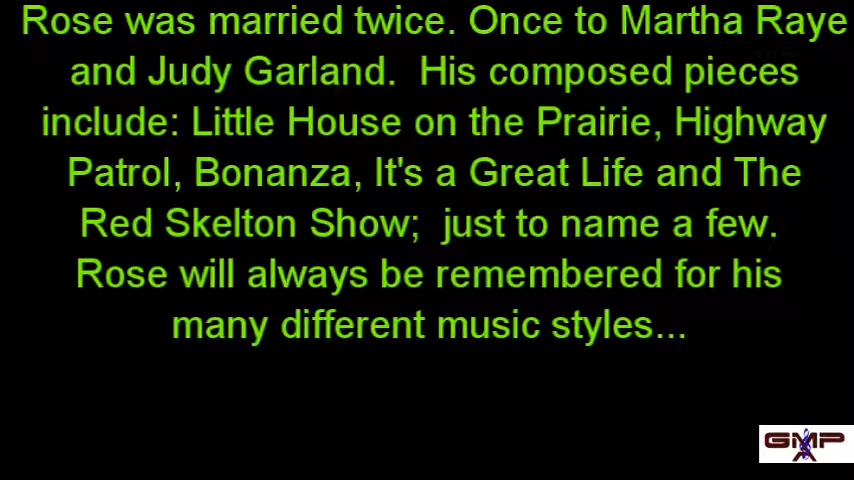 Rose was married twice. Once to Martha Raye
and Judy Garland.  His composed pieces
include: Little House on the Prairie, Highway
Patrol, Bonanza, It's a Great Life and The
Red Skelton Show;  just to name a few.
Rose will always be remembered for his
many different music styles...
GMP
A